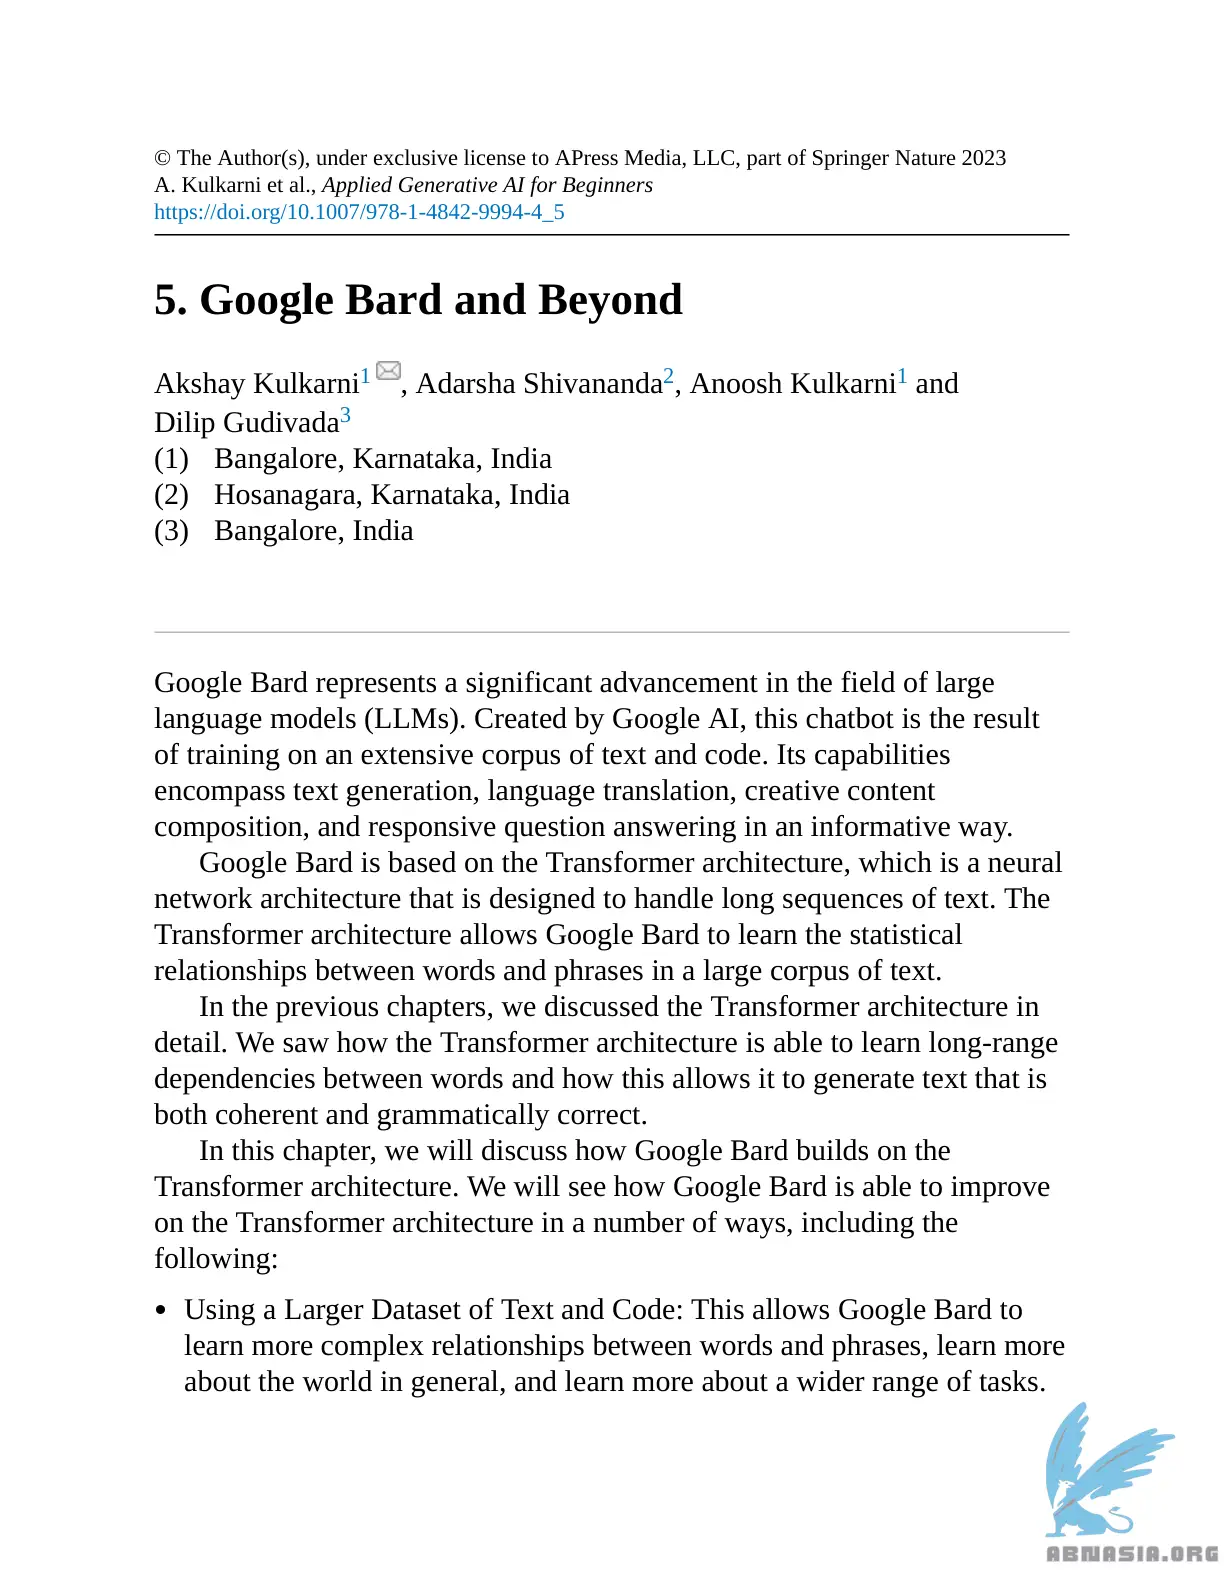 © The Author(s), under exclusive license to APress Media, LLC, part of Springer Nature 2023
A. Kulkarni et al., Applied Generative AI for Beginners
https://doi.org/10.1007/978-1-4842-9994-4_5
5. Google Bard and Beyond
Akshay Kulkarni1 , Adarsha Shivananda2, Anoosh Kulkarni1 and
Dilip Gudivada3
(1) Bangalore, Karnataka, India
(2) Hosanagara, Karnataka, India
(3) Bangalore, India
Google Bard represents a significant advancement in the field of large
language models (LLMs). Created by Google AI, this chatbot is the result
of training on an extensive corpus of text and code. Its capabilities
encompass text generation, language translation, creative content
composition, and responsive question answering in an informative way.
Google Bard is based on the Transformer architecture, which is a neural
network architecture that is designed to handle long sequences of text. The
Transformer architecture allows Google Bard to learn the statistical
relationships between words and phrases in a large corpus of text.
In the previous chapters, we discussed the Transformer architecture in
detail. We saw how the Transformer architecture is able to learn long-range
dependencies between words and how this allows it to generate text that is
both coherent and grammatically correct.
In this chapter, we will discuss how Google Bard builds on the
Transformer architecture. We will see how Google Bard is able to improve
on the Transformer architecture in a number of ways, including the
following:
• Using a Larger Dataset of Text and Code: This allows Google Bard to
learn more complex relationships between words and phrases, learn more
about the world in general, and learn more about a wider range of tasks.
ABNASIA.ORG